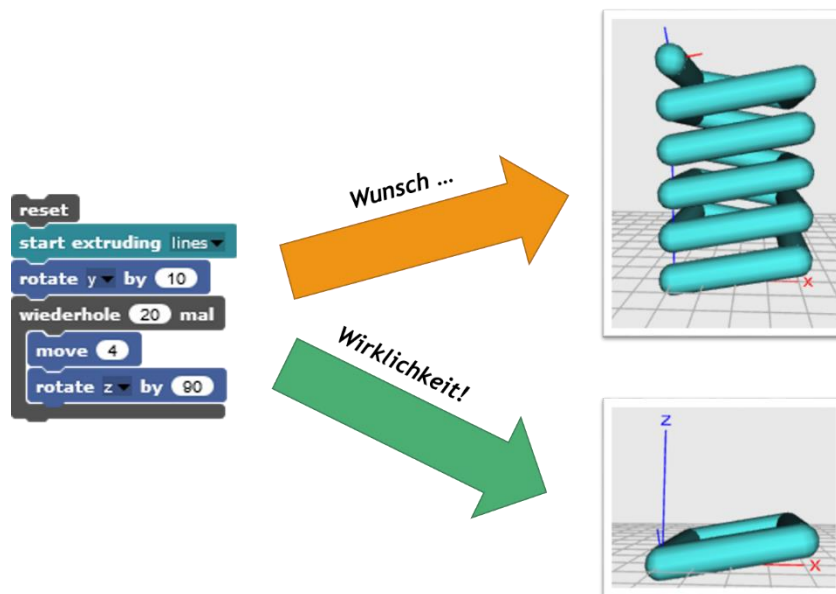 reset
start extruding lines
rotate y by 10
wiederhole 20 mal
move 4
rotate z by 90
Wunsch ...
Wirklichkeit!
x
z
x